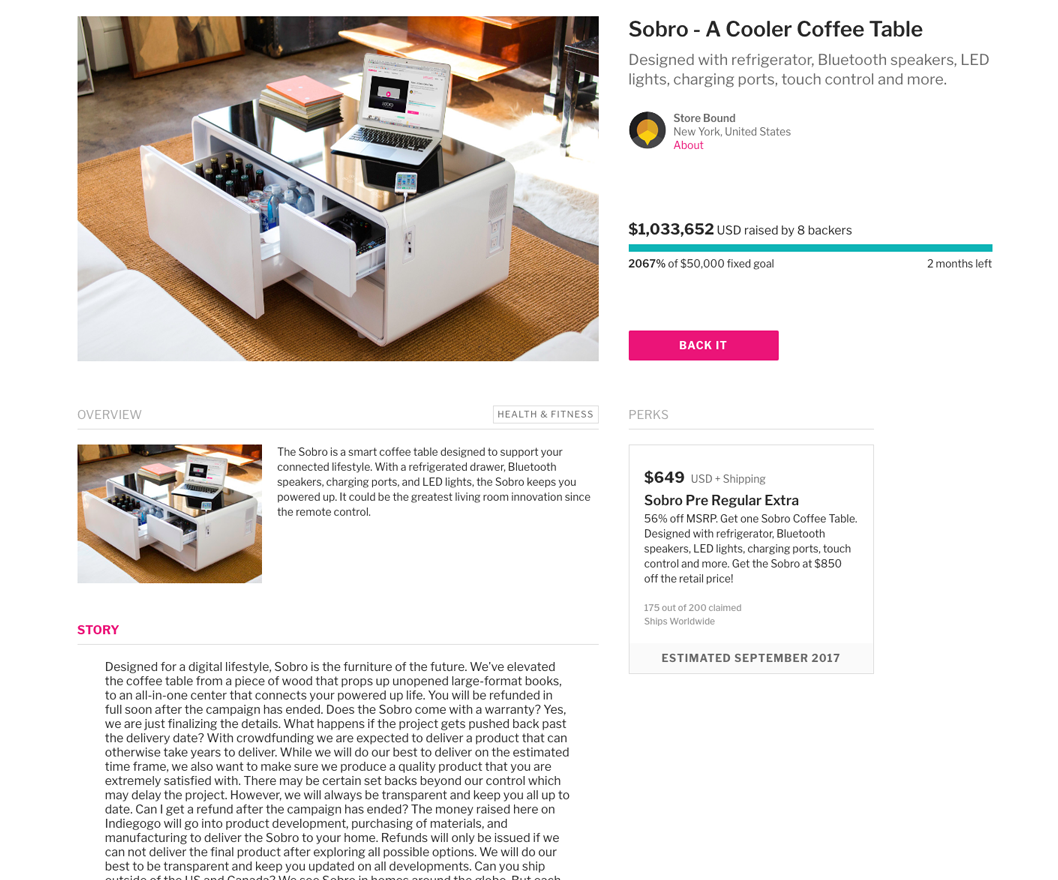 Sobro - A Cooler Coffee Table
Designed with refrigerator, Bluetooth speakers, LED
lights, charging ports, touch control and more.
Store Bound
New York, United States
About
$1,033,652 USD raised by 8 backers
2067% of $50,000 fixed goal
2 months left
BACK IT
OVERVIEW
HEALTH & FITNESS
The Sobro is a smart coffee table designed to support your
connected lifestyle. With a refrigerated drawer, Bluetooth
speakers, charging ports, and LED lights, the Sobro keeps you
powered up. It could be the greatest living room innovation since
the remote control.
STORY
Designed for a digital lifestyle, Sobro is the furniture of the future. We've elevated
the coffee table from a piece of wood that props up unopened large-format books,
to an all-in-one center that connects your powered up life. You will be refunded in
full soon after the campaign has ended. Does the Sobro come with a warranty? Yes,
we are just finalizing the details. What happens if the project gets pushed back past
the delivery date? With crowdfunding we are expected to deliver a product that can
otherwise take years to deliver. While we will do our best to deliver on the estimated
time frame, we also want to make sure we produce a quality product that you are
extremely satisfied with. There may be certain set backs beyond our control which
may delay the project. However, we will always be transparent and keep you all up to
date. Can I get a refund after the campaign has ended? The money raised here on
Indiegogo will go into product development, purchasing of materials, and
manufacturing to deliver the Sobro to your home. Refunds will only be issued if we
can not deliver the final product after exploring all possible options. We will do our
best to be transparent and keep you updated on all developments. Can you ship
outside of the US and Canada? We see Sobro in homes around the globe. But each
PERKS
$649 USD + Shipping
Sobro Pre Regular Extra
56% off MSRP. Get one Sobro Coffee Table.
Designed with refrigerator, Bluetooth
speakers, LED lights, charging ports, touch
control and more. Get the Sobro at $850
off the retail price!
175 out of 200 claimed
Ships Worldwide
ESTIMATED SEPTEMBER 2017